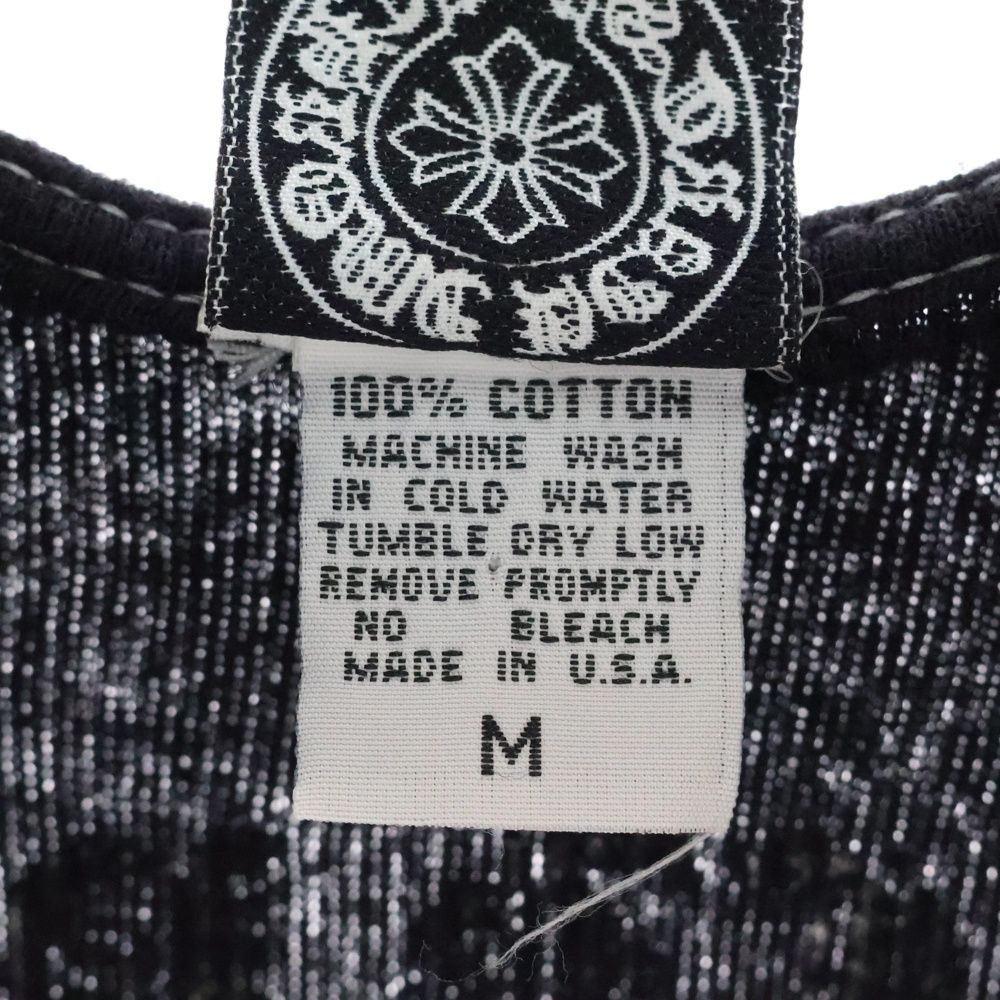 100% COTTON
MACHINE WASH
IN COLD WATER
TUMBLE DRY LOW
REMOVE PROMPTLY
NO BLEACH
MADE IN U.S.A.
M